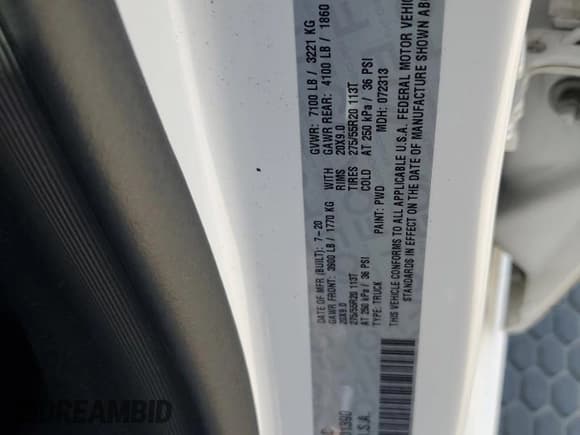 DATE OF MFR (BUILT): 7-20 GVWR: 7100 LB / 3221 KG
GAWR FRONT: 3900 LB / 1770 KG WITH GAWR REAR: 4100 LB / 1860
20X9.0 RIMS 20X9.0
275/55R20 113T TIRES 275/55R20 113T
AT 250 kPa / 36 PSI COLD AT 250 kPa / 36 PSI
TYPE: TRUCK PAINT: PWD MDH: 072313
THIS VEHICLE CONFORMS TO ALL APPLICABLE U.S.A. FEDERAL MOTOR VEHIC
STANDARDS IN EFFECT ON THE DATE OF MANUFACTURE SHOWN AB
U.S.A.
DREAMBID